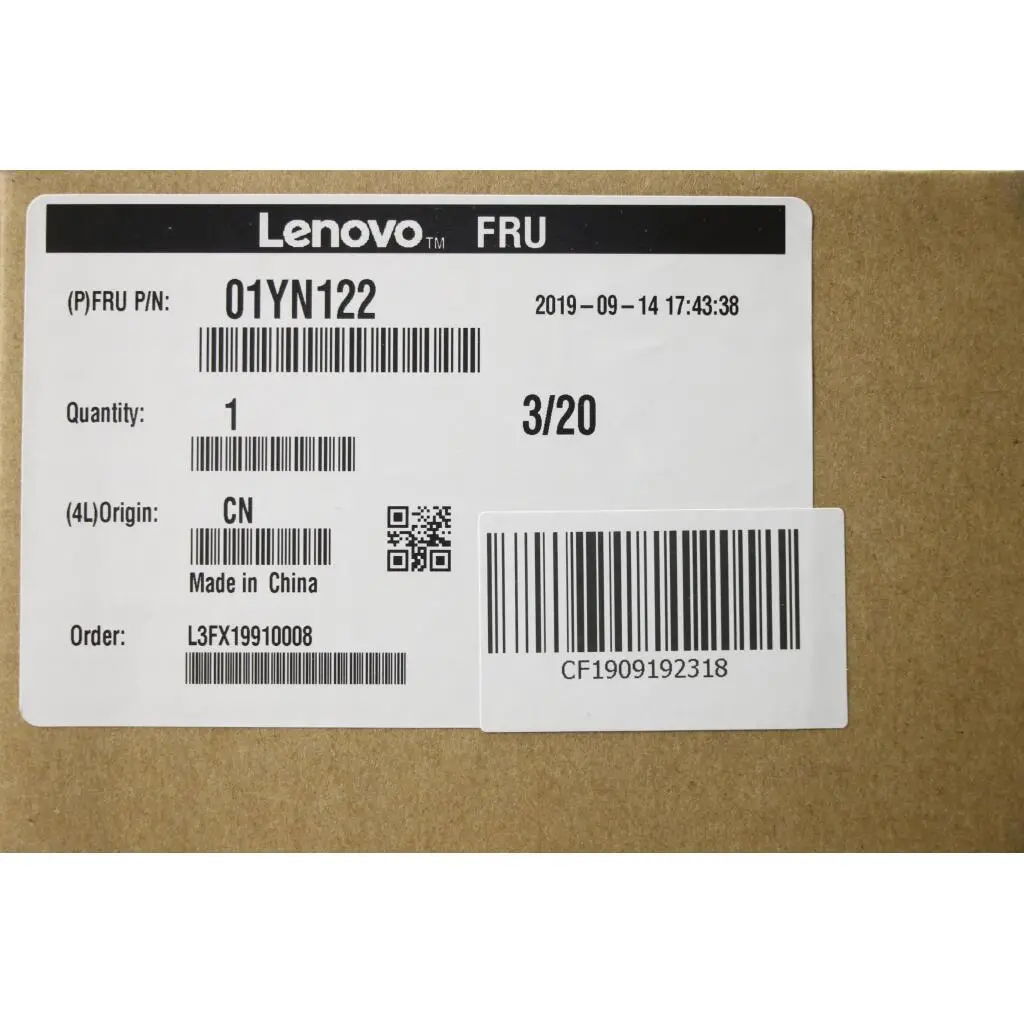 Lenovo™ FRU
(P)FRU P/N: 01YN122 2019-09-14 17:43:38
Quantity: 1 3/20
(4L)Origin: CN
Made in China
Order: L3FX19910008
CF1909192318